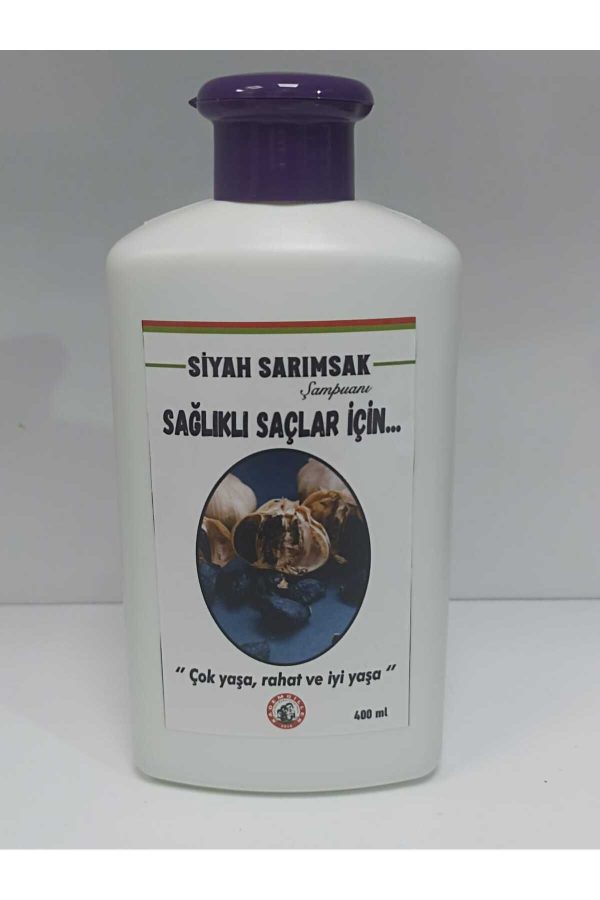 SİYAH SARIMSAK
Şampuanı
SAĞLIKLI SAÇLAR İÇİN...
“ Çok yaşa, rahat ve iyi yaşa “
400 ml